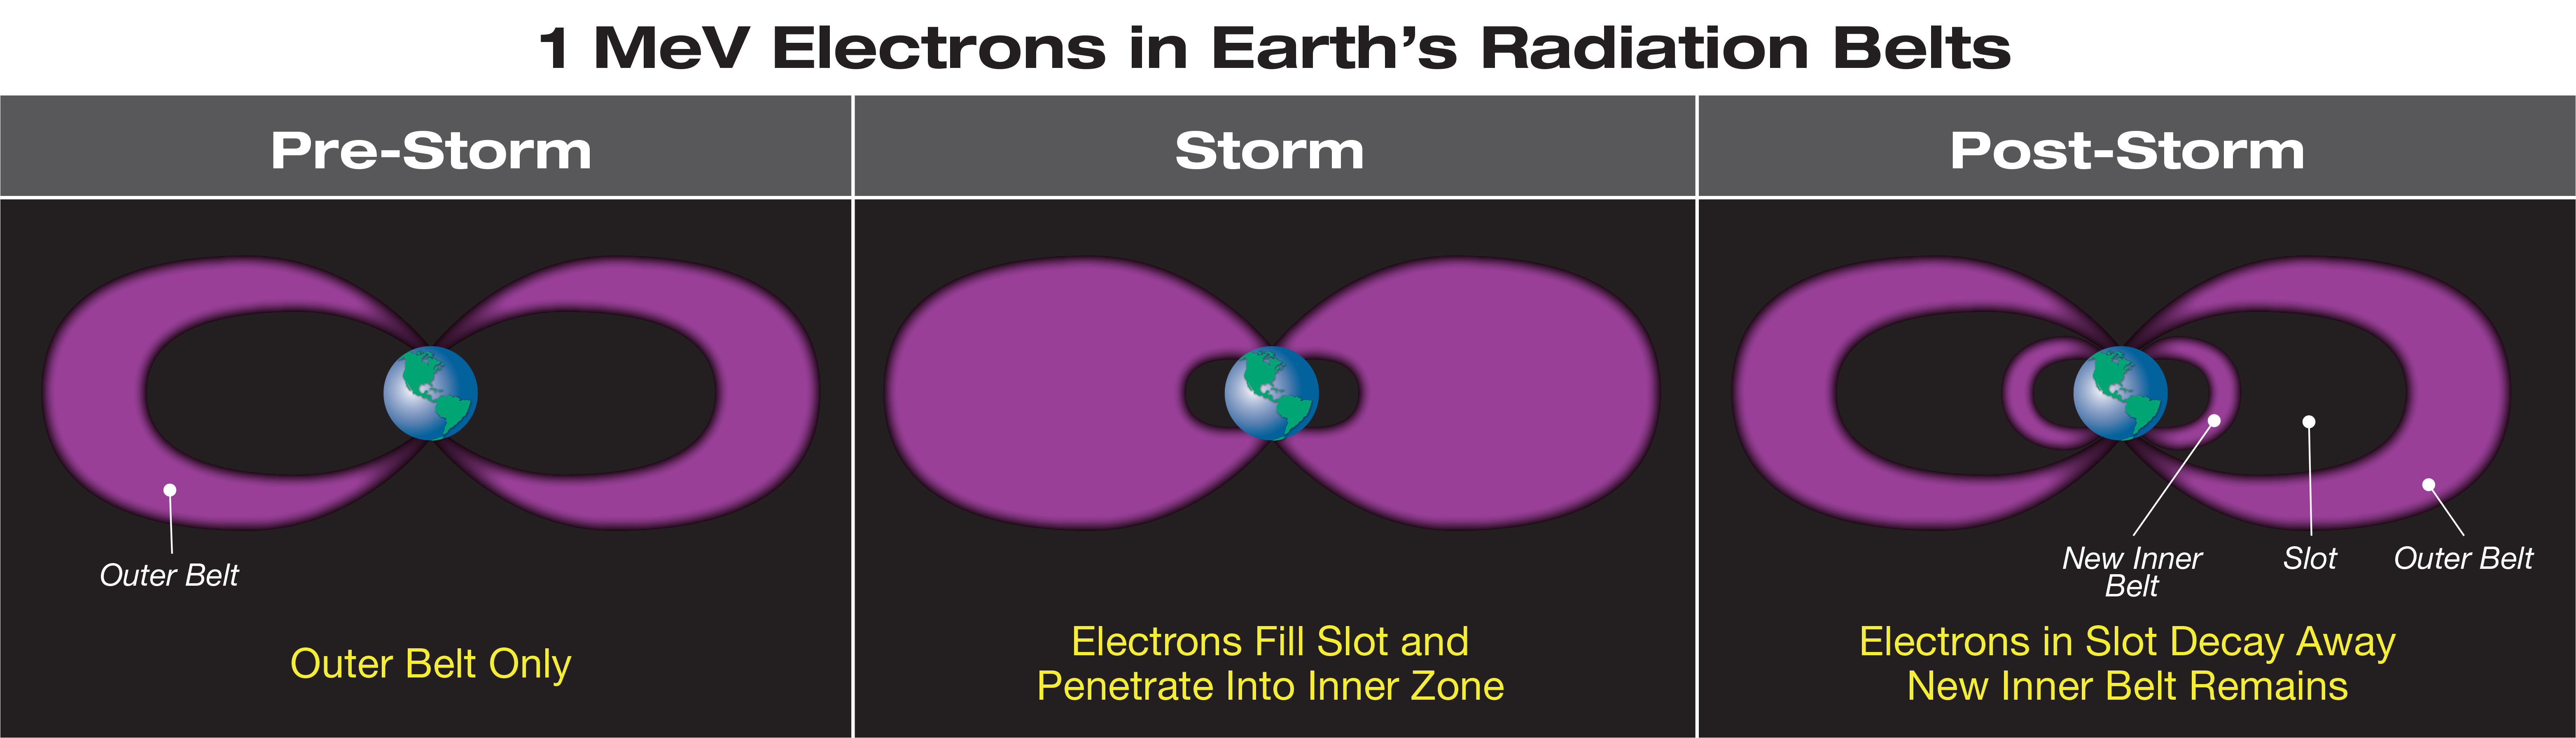 1 MeV Electrons in Earth’s Radiation Belts
Pre-Storm
Storm
Post-Storm
Outer Belt
Outer Belt Only
Electrons Fill Slot and
Penetrate Into Inner Zone
New Inner
Belt
Slot
Outer Belt
Electrons in Slot Decay Away
New Inner Belt Remains